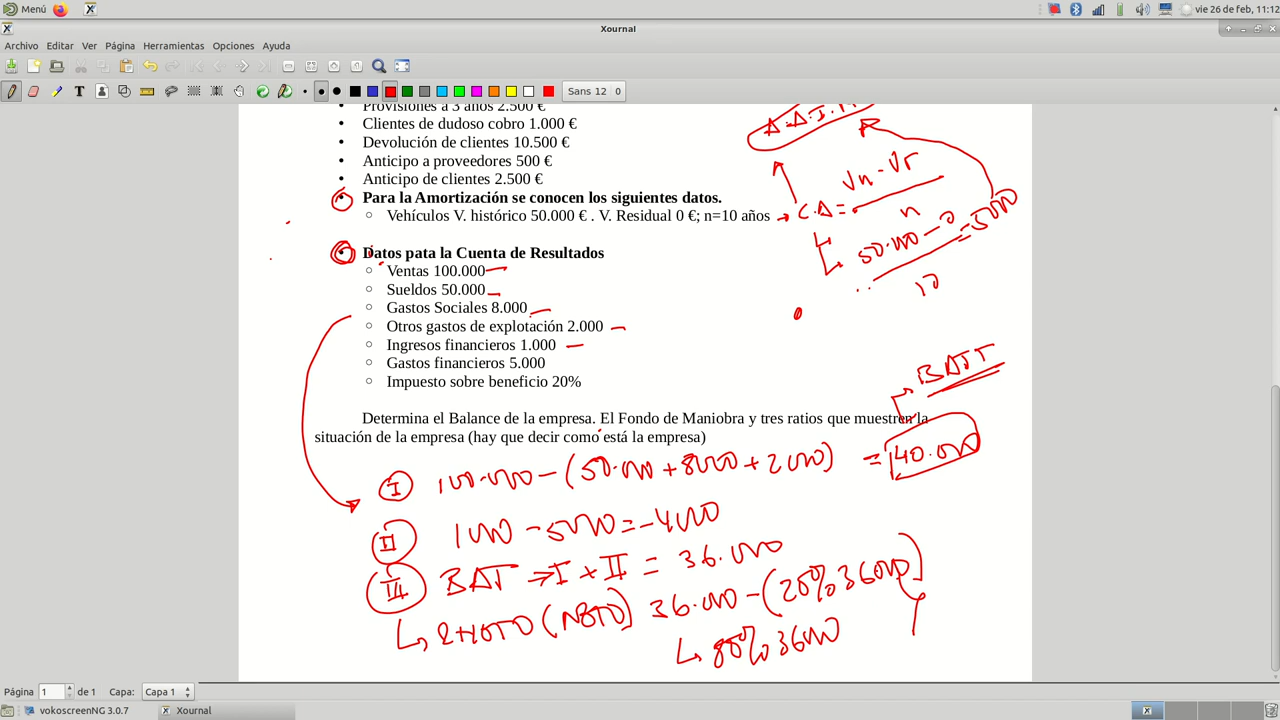 Menú
vie 26 de feb, 11:12
Xournal
Archivo Editar Ver Página Herramientas Opciones Ayuda
Sans 12 0
Provisiones a 3 años 2.500 €
Clientes de dudoso cobro 1.000 €
Devolución de clientes 10.500 €
Anticipo a proveedores 500 €
Anticipo de clientes 2.500 €
Para la Amortización se conocen los siguientes datos.
Vehículos V. histórico 50.000 € . V. Residual 0 €; n=10 años
C.A = Vn - Vr
n
50.000 - 0 = 5000
10
Datos pata la Cuenta de Resultados
Ventas 100.000
Sueldos 50.000
Gastos Sociales 8.000
Otros gastos de explotación 2.000
Ingresos financieros 1.000
Gastos financieros 5.000
Impuesto sobre beneficio 20%
BAIT
Determina el Balance de la empresa. El Fondo de Maniobra y tres ratios que muestren la
situación de la empresa (hay que decir como está la empresa)
I 100.000 - (50.000 + 8000 + 2000) = 40.000
II 1000 - 5000 = -4000
III BAT → I + II = 36.000
(NETO) 36.000 - (20% 36000)
↳ 80% 36000
Página 1 de 1 Capa: Capa 1
vokoscreenNG 3.0.7 Xournal